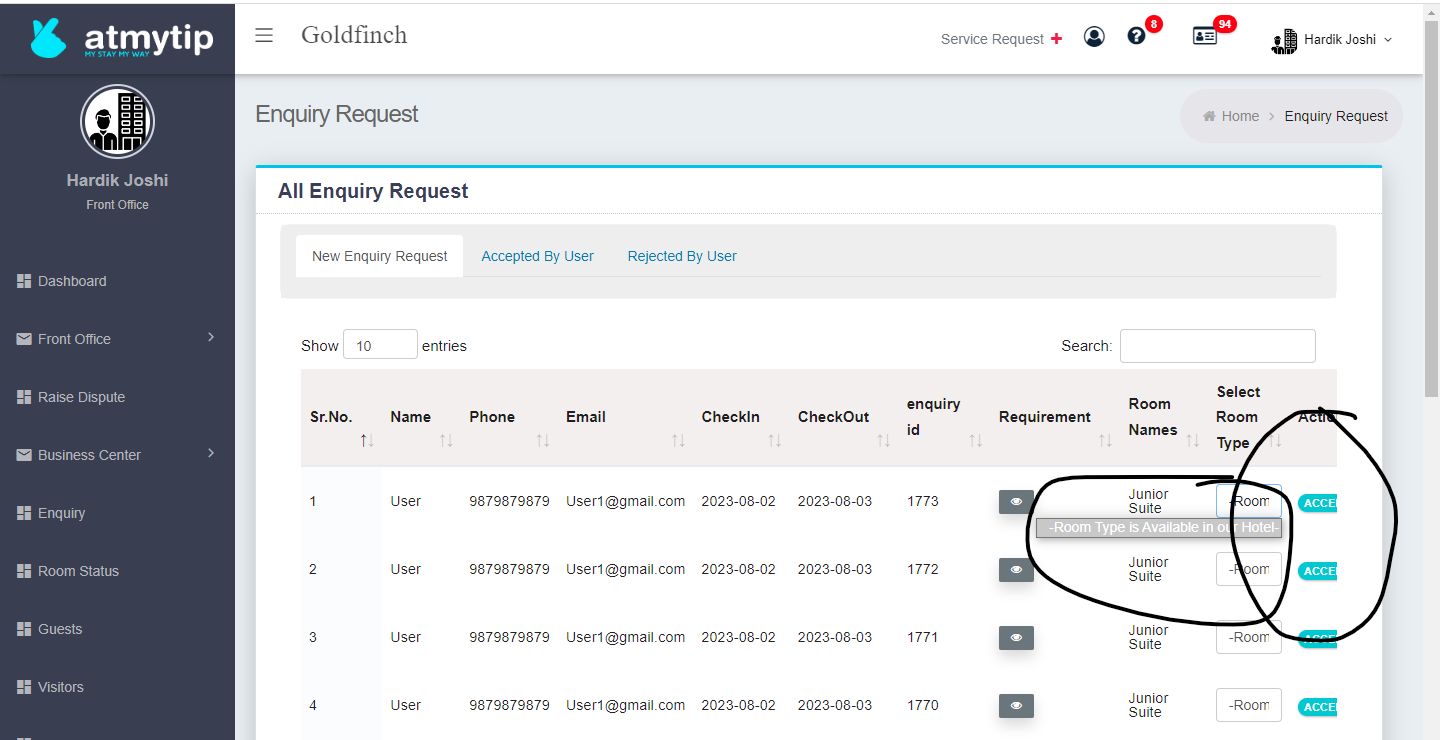 atmytip
MY STAY MY WAY
Goldfinch
Service Request +
8
94
Hardik Joshi
Hardik Joshi
Front Office
Dashboard
Front Office
Raise Dispute
Business Center
Enquiry
Room Status
Guests
Visitors
Enquiry Request
Home > Enquiry Request
All Enquiry Request
New Enquiry Request Accepted By User Rejected By User
Show 10 entries Search:
Sr.No. Name Phone Email CheckIn CheckOut enquiry id Requirement Room Names Select Room Type Actio
1 User 9879879879 User1@gmail.com 2023-08-02 2023-08-03 1773 Junior Suite -Room ACCE
-Room Type is Available in our Hotel-
2 User 9879879879 User1@gmail.com 2023-08-02 2023-08-03 1772 Junior Suite -Room ACCE
3 User 9879879879 User1@gmail.com 2023-08-02 2023-08-03 1771 Junior Suite -Room ACCE
4 User 9879879879 User1@gmail.com 2023-08-02 2023-08-03 1770 Junior Suite -Room ACCE